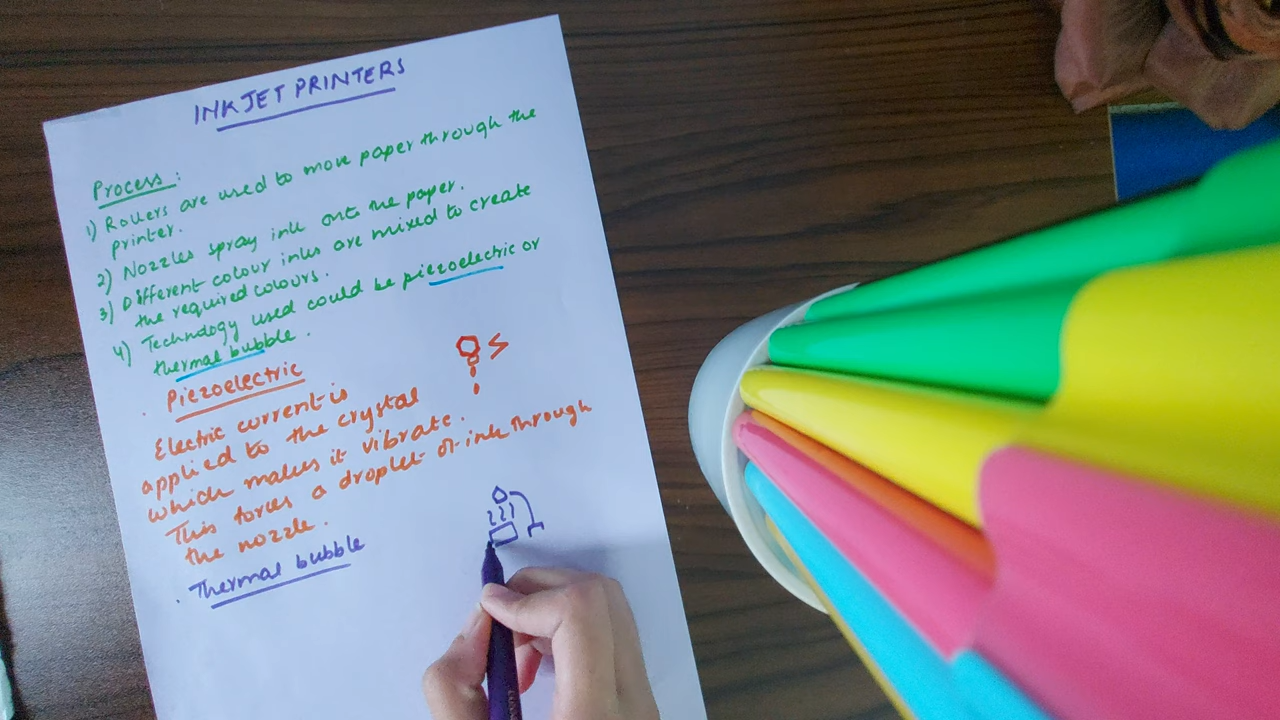 INKJET PRINTERS
Process:
1) Rollers are used to move paper through the
printer.
2) Nozzles spray ink onto the paper.
3) Different colour inks are mixed to create
the required colours.
4) Technology used could be piezoelectric or
thermal bubble.
. Piezoelectric
Electric current is
applied to the crystal
which makes it vibrate.
This forces a droplet of ink through
the nozzle.
. Thermal bubble